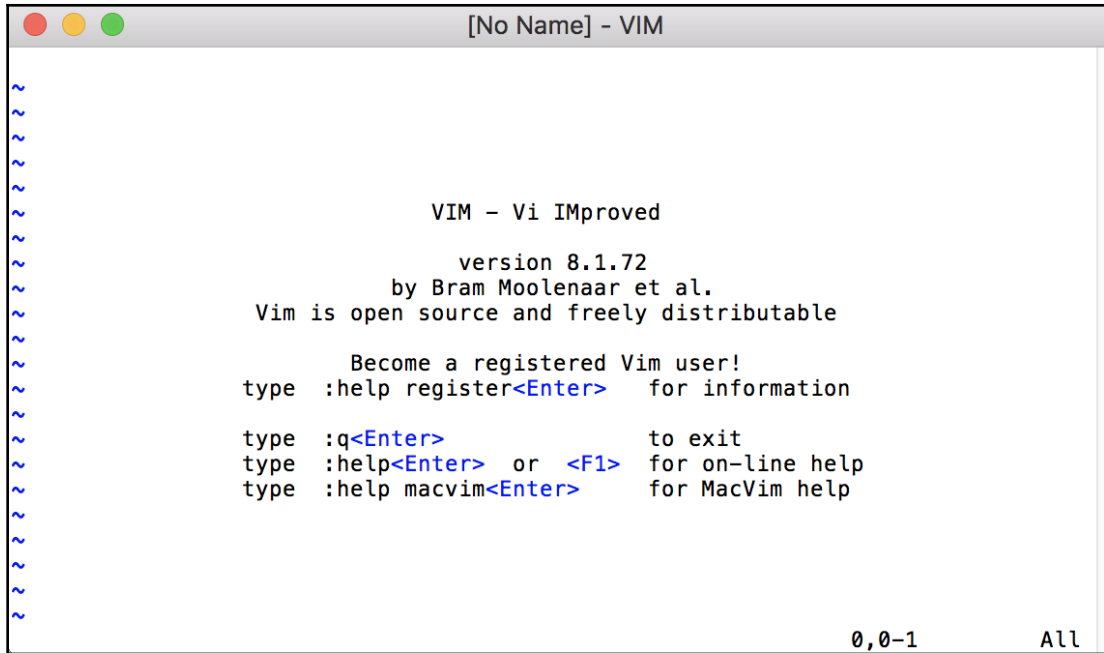 [No Name] - VIM
~
~
~
~
~
~ VIM - Vi IMproved
~
~ version 8.1.72
~ by Bram Moolenaar et al.
~ Vim is open source and freely distributable
~
~ Become a registered Vim user!
~ type :help register<Enter> for information
~
~ type :q<Enter> to exit
~ type :help<Enter> or <F1> for on-line help
~ type :help macvim<Enter> for MacVim help
~
~
~
~
~
0,0-1 All